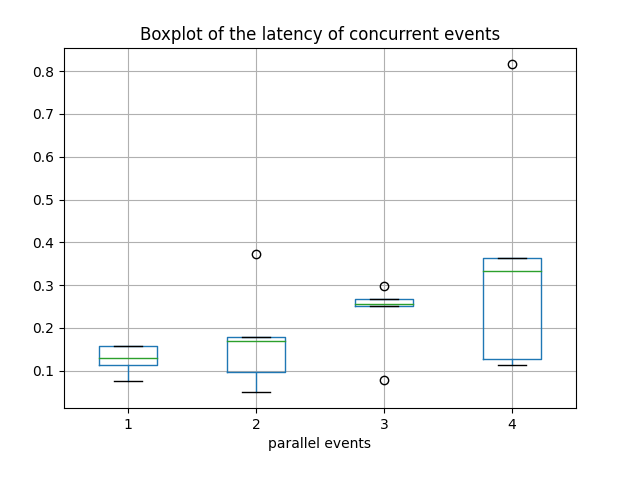 Boxplot of the latency of concurrent events
0.8
0.7
0.6
0.5
0.4
0.3
0.2
0.1
1 2 3 4
parallel events